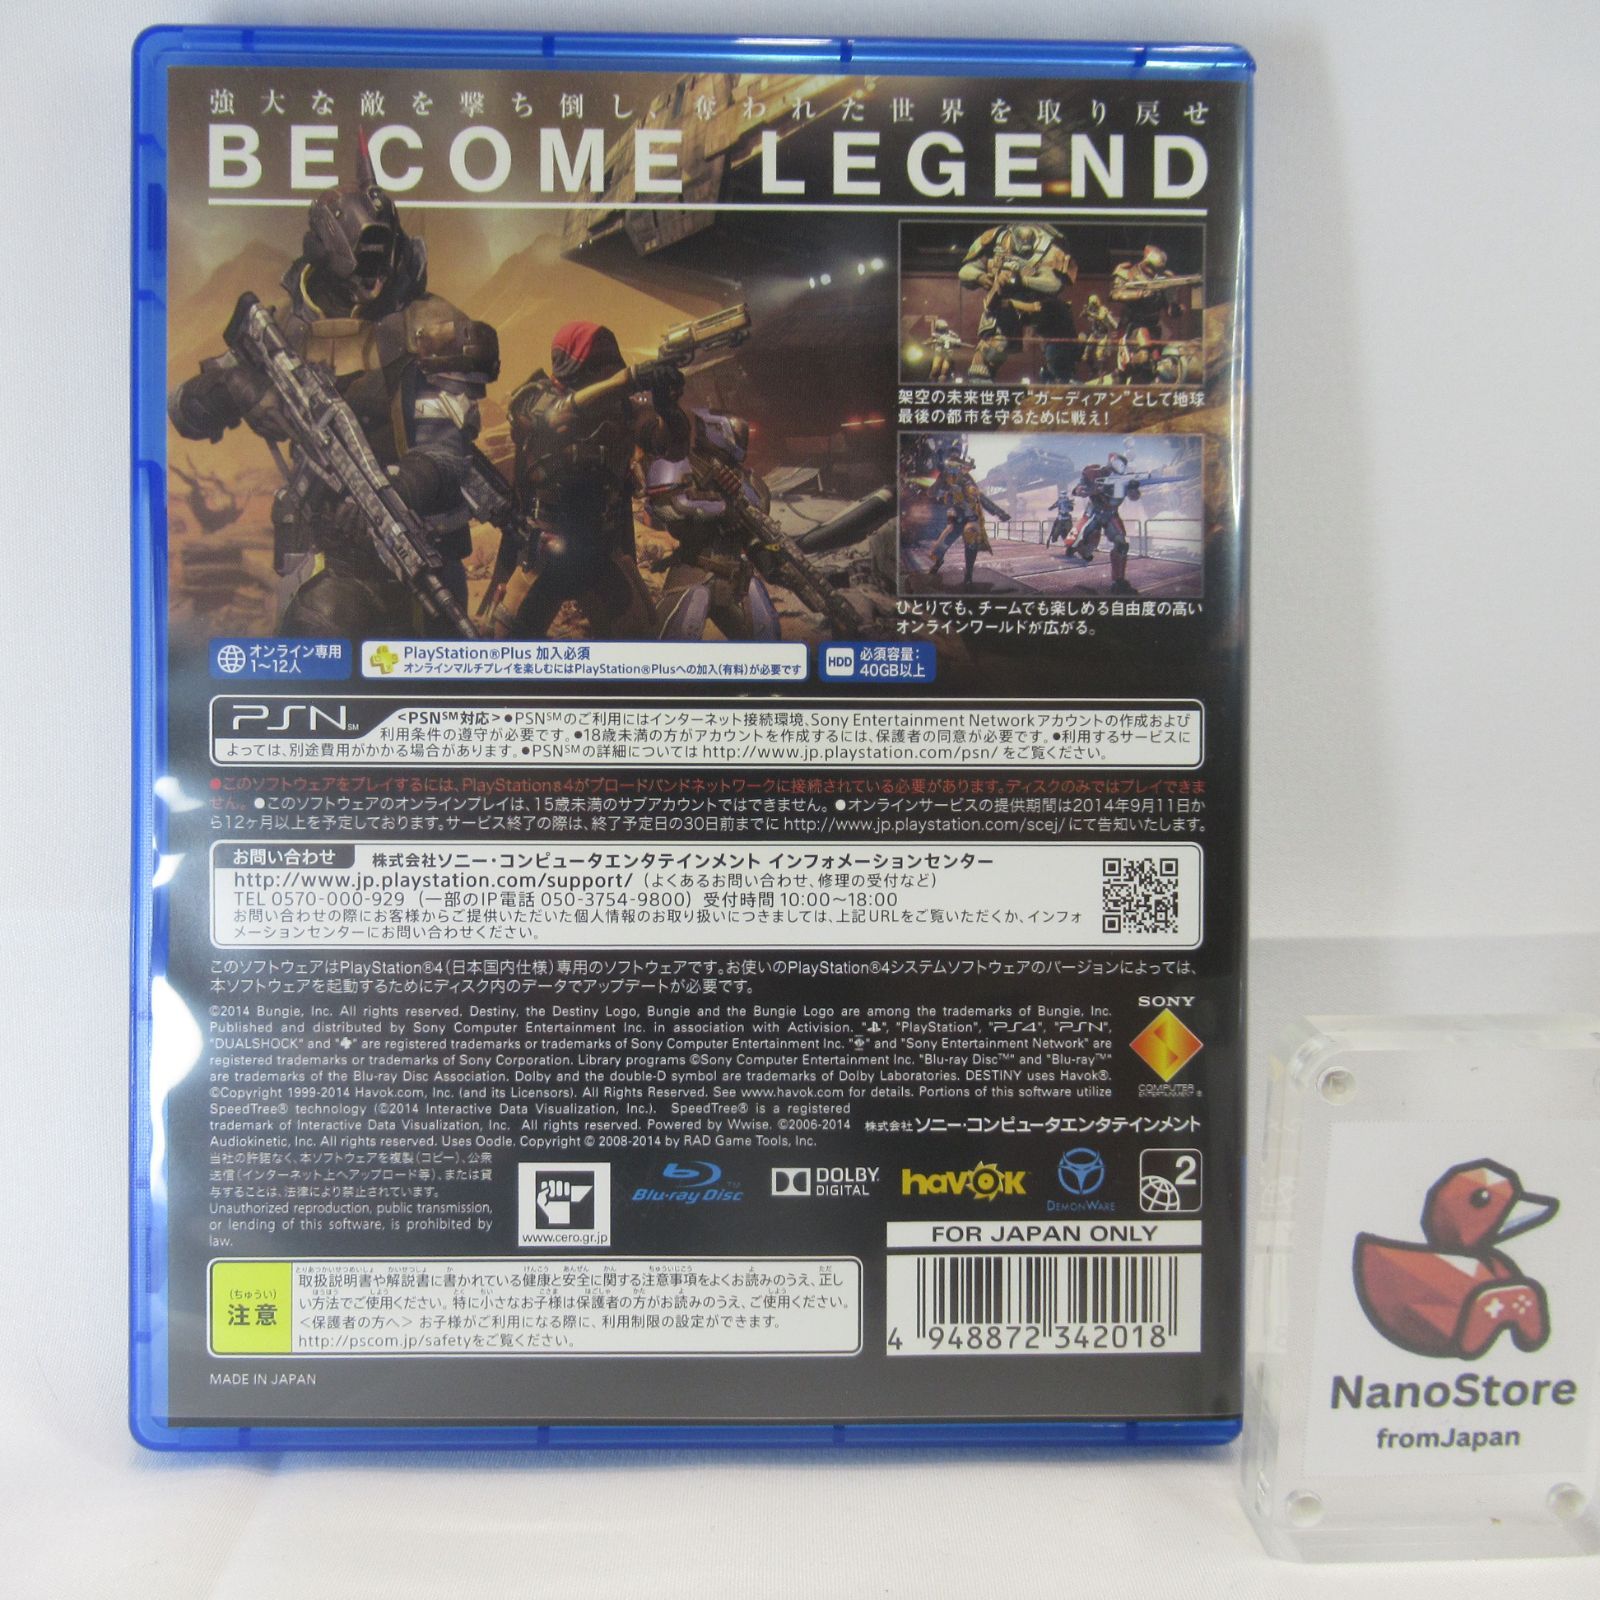 強大な敵を撃ち倒し、奪われた世界を取り戻せ
BECOME LEGEND
架空の未来世界で"ガーディアン"として地球
最後の都市を守るために戦え!
ひとりでも、チームでも楽しめる自由度の高い
オンラインワールドが広がる。
オンライン専用
1〜12人
PlayStation®Plus 加入必須
オンラインマルチプレイを楽しむにはPlayStation®Plusへの加入(有料)が必要です
HDD
必須容量:
40GB以上
PSN SM
<PSN℠対応>●PSN℠のご利用にはインターネット接続環境、Sony Entertainment Networkアカウントの作成および
利用条件の遵守が必要です。●18歳未満の方がアカウントを作成するには、保護者の同意が必要です。●利用するサービスに
よっては、別途費用がかかる場合があります。●PSN℠の詳細については http://www.jp.playstation.com/psn/ をご覧ください。
●このソフトウェアをプレイするには、PlayStation®4がブロードバンドネットワークに接続されている必要があります。ディスクのみではプレイできま
せん。●このソフトウェアのオンラインプレイは、15歳未満のサブアカウントではできません。●オンラインサービスの提供期間は2014年9月11日か
ら12ヶ月以上を予定しております。サービス終了の際は、終了予定日の30日前までに http://www.jp.playstation.com/scej/ にて告知いたします。
お問い合わせ 株式会社ソニー・コンピュータエンタテインメント インフォメーションセンター
http://www.jp.playstation.com/support/（よくあるお問い合わせ、修理の受付など）
TEL 0570-000-929（一部のIP電話 050-3754-9800）受付時間 10:00〜18:00
お問い合わせの際にお客様からご提供いただいた個人情報のお取り扱いにつきましては、上記URLをご覧いただくか、インフォ
メーションセンターにお問い合わせください。
このソフトウェアはPlayStation®4(日本国内仕様)専用のソフトウェアです。お使いのPlayStation®4システムソフトウェアのバージョンによっては、
本ソフトウェアを起動するためにディスク内のデータでアップデートが必要です。
©2014 Bungie, Inc. All rights reserved. Destiny, the Destiny Logo, Bungie and the Bungie Logo are among the trademarks of Bungie, Inc.
Published and distributed by Sony Computer Entertainment Inc. in association with Activision. "PS", "PlayStation", "PS4", "PSN",
"DUALSHOCK" and "" are registered trademarks or trademarks of Sony Computer Entertainment Inc. "" and "Sony Entertainment Network" are
registered trademarks or trademarks of Sony Corporation. Library programs ©Sony Computer Entertainment Inc. "Blu-ray Disc™" and "Blu-ray™"
are trademarks of the Blu-ray Disc Association. Dolby and the double-D symbol are trademarks of Dolby Laboratories. DESTINY uses Havok®.
©Copyright 1999-2014 Havok.com, Inc. (and its Licensors). All Rights Reserved. See www.havok.com for details. Portions of this software utilize
SpeedTree® technology (©2014 Interactive Data Visualization, Inc.). SpeedTree® is a registered
trademark of Interactive Data Visualization, Inc. All rights reserved. Powered by Wwise. ©2006-2014
Audiokinetic, Inc. All rights reserved. Uses Oodle. Copyright © 2008-2014 by RAD Game Tools, Inc.
SONY
COMPUTER
ENTERTAINMENT®
株式会社ソニー・コンピュータエンタテインメント
当社の許諾なく、本ソフトウェアを複製(コピー)、公衆
送信(インターネット上へアップロード等)、または貸
与することは、法律により禁止されています。
Unauthorized reproduction, public transmission,
or lending of this software, is prohibited by
law.
www.cero.gr.jp
Blu-ray Disc™
DOLBY
DIGITAL
havok
DEMONWARE
2
FOR JAPAN ONLY
4 948872 342018
(ちゅうい)
注意
取扱説明書や解説書に書かれている健康と安全に関する注意事項をよくお読みのうえ、正し
い方法でご使用ください。特に小さなお子様は保護者の方がお読みのうえ、ご使用ください。
<保護者の方へ> お子様がご利用になる際に、利用制限の設定ができます。
http://pscom.jp/safetyをご覧ください。
MADE IN JAPAN
NanoStore
fromJapan